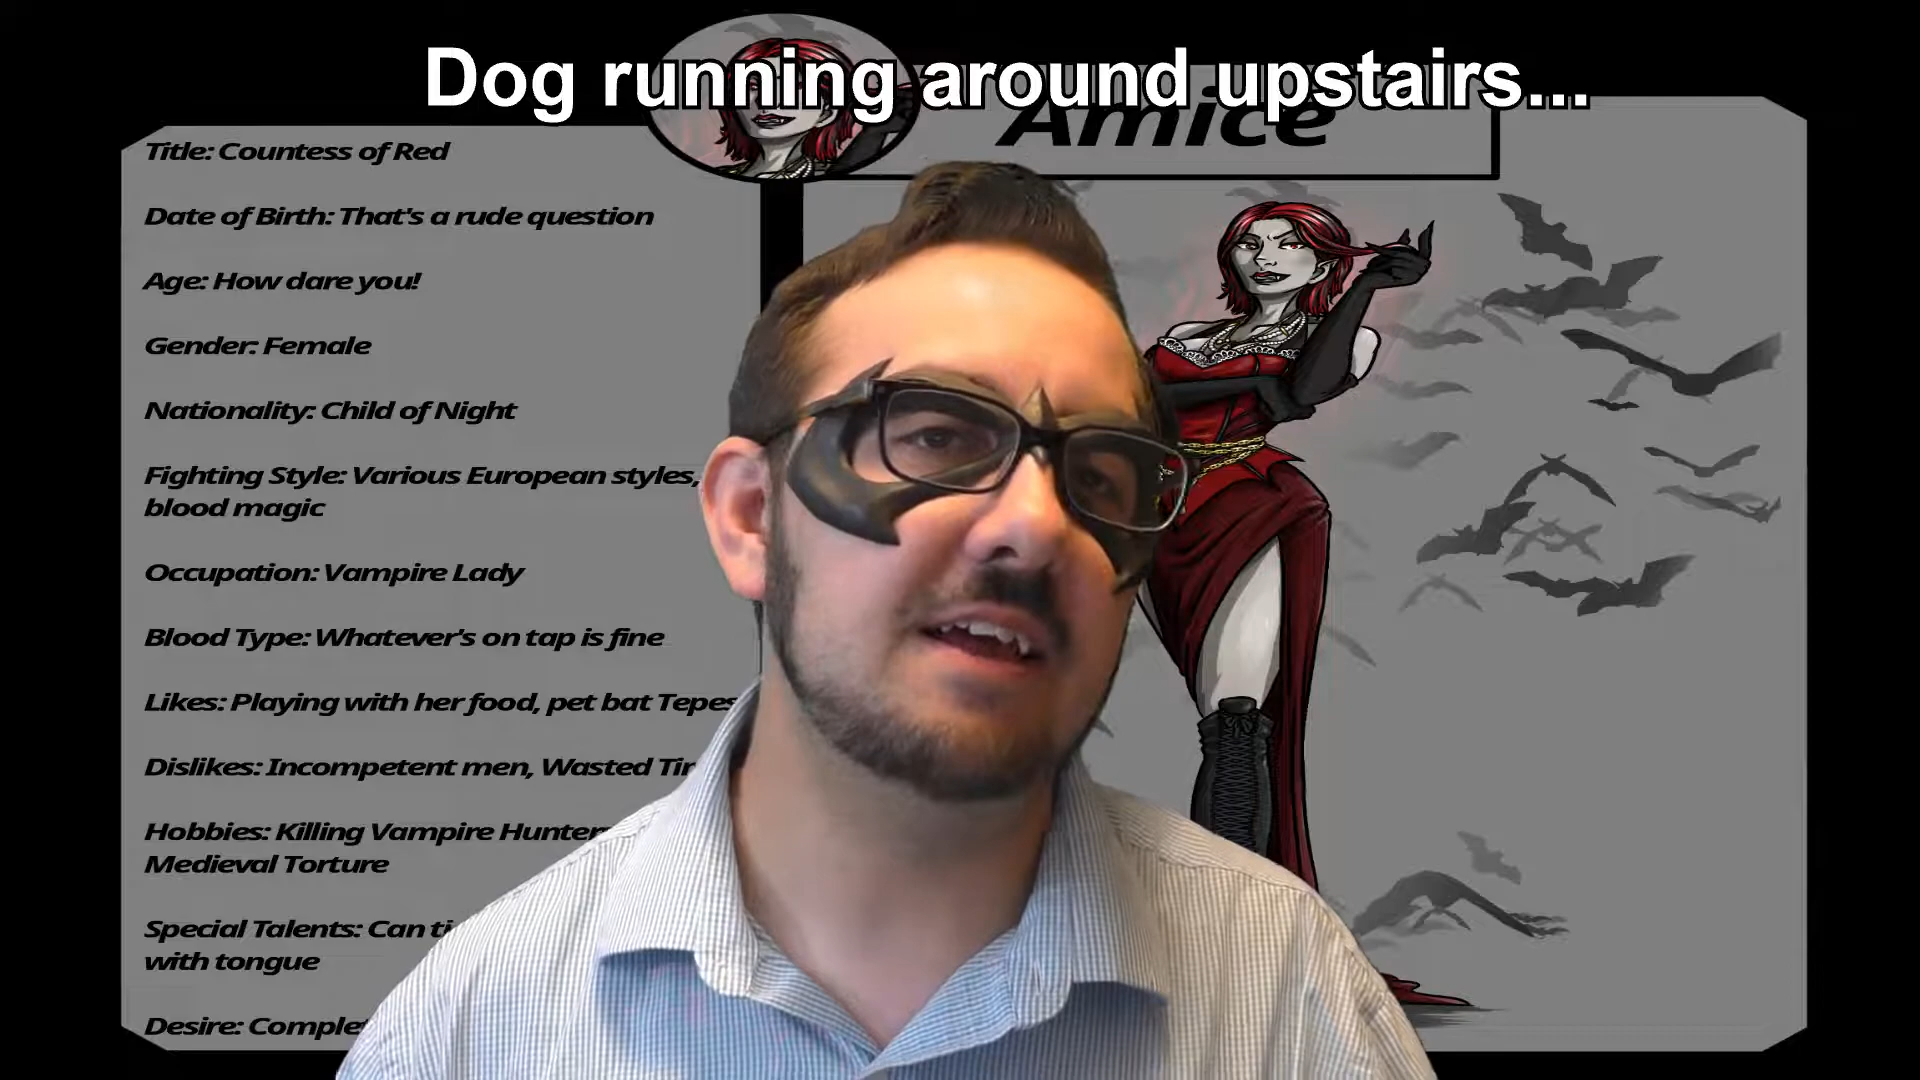 Dog running around upstairs...
Amice
Title: Countess of Red
Date of Birth: That's a rude question
Age: How dare you!
Gender: Female
Nationality: Child of Night
Fighting Style: Various European styles,
blood magic
Occupation: Vampire Lady
Blood Type: Whatever's on tap is fine
Likes: Playing with her food, pet bat Tepes
Dislikes: Incompetent men, Wasted
Hobbies: Killing Vampire
Medieval Torture
Special Talents: Can
with tongue
Desire: